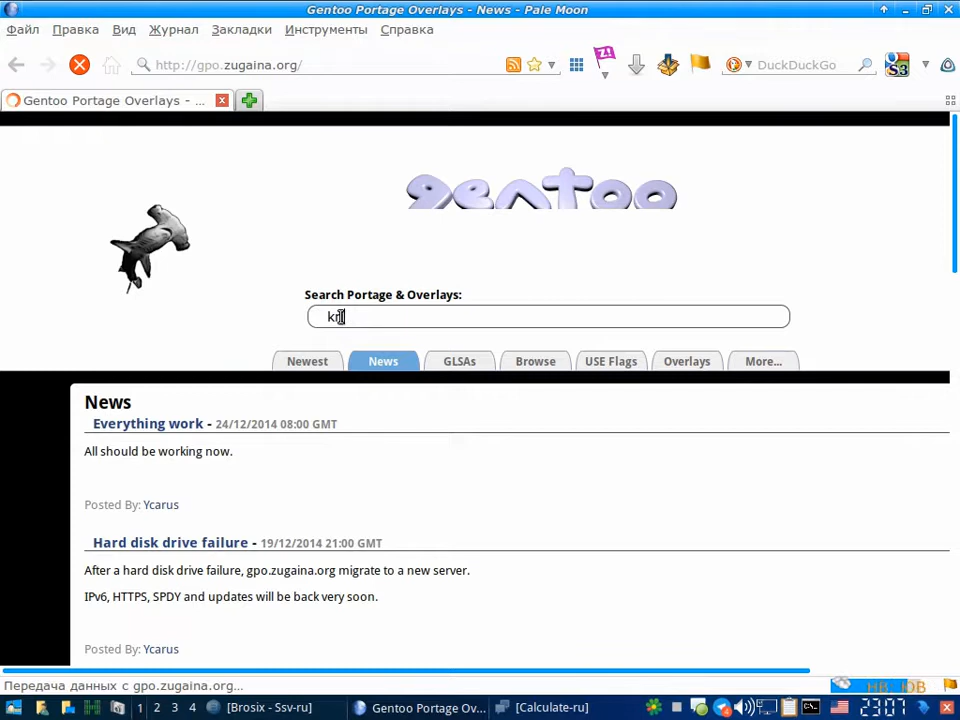 Gentoo Portage Overlays - News - Pale Moon
Файл Правка Вид Журнал Закладки Инструменты Справка
http://gpo.zugaina.org/ DuckDuckGo
Gentoo Portage Overlays - ...
gentoo
Search Portage & Overlays:
Newest News GLSAs Browse USE Flags Overlays More...
News
Everything work - 24/12/2014 08:00 GMT
All should be working now.
Posted By: Ycarus
Hard disk drive failure - 19/12/2014 21:00 GMT
After a hard disk drive failure, gpo.zugaina.org migrate to a new server.
IPv6, HTTPS, SPDY and updates will be back very soon.
Posted By: Ycarus
Передача данных с gpo.zugaina.org...
1 2 3 4 [Brosix - Ssv-ru] Gentoo Portage Ov... [Calculate-ru] 23:07